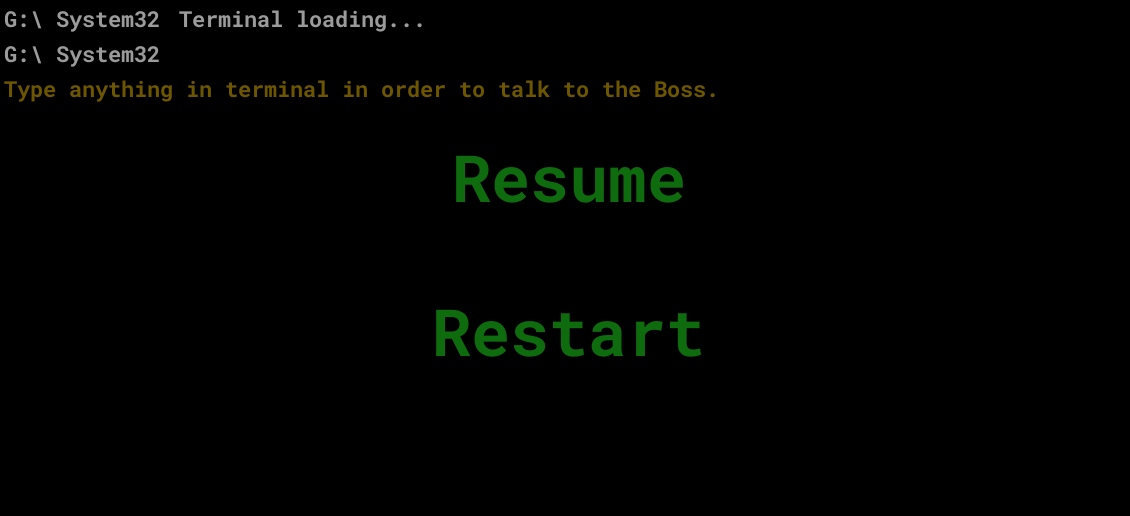 G:\ System32 Terminal loading...
G:\ System32
Type anything in terminal in order to talk to the Boss.
Resume
Restart